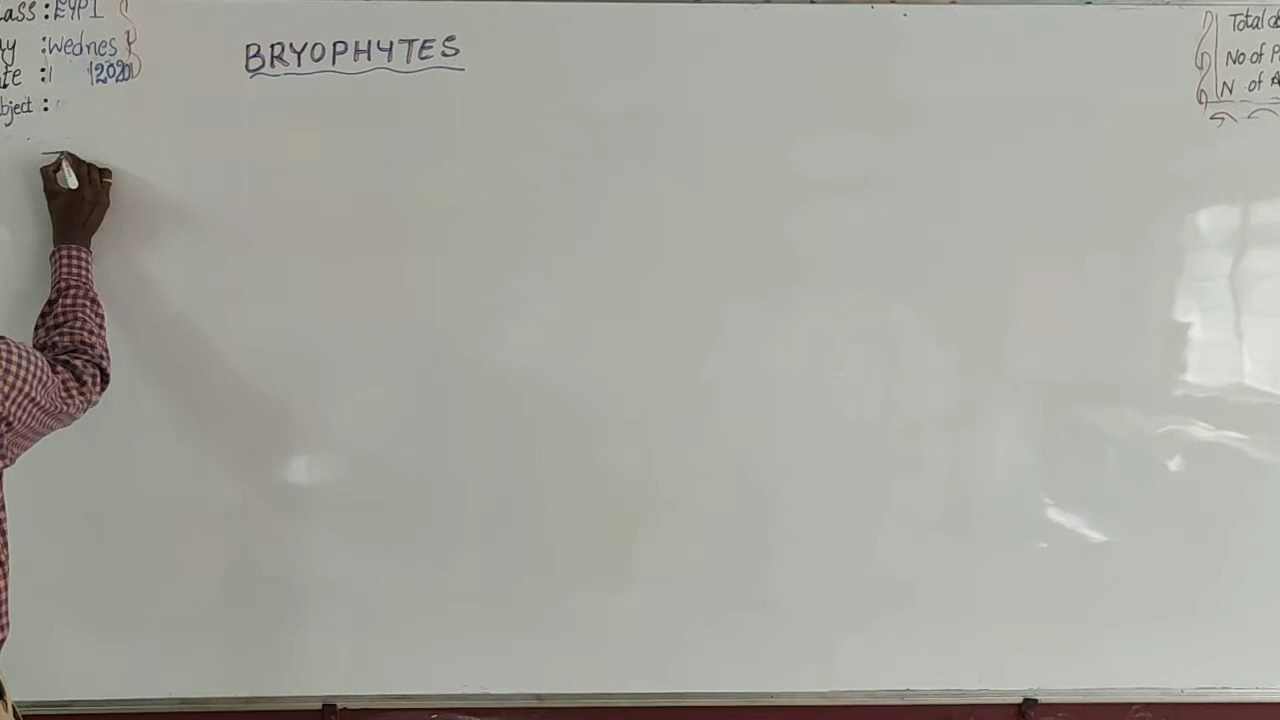 ass : EYP1
y : Wednes
te : 1 /2020
bject :
BRYOPHYTES
Total
No of P
N of A